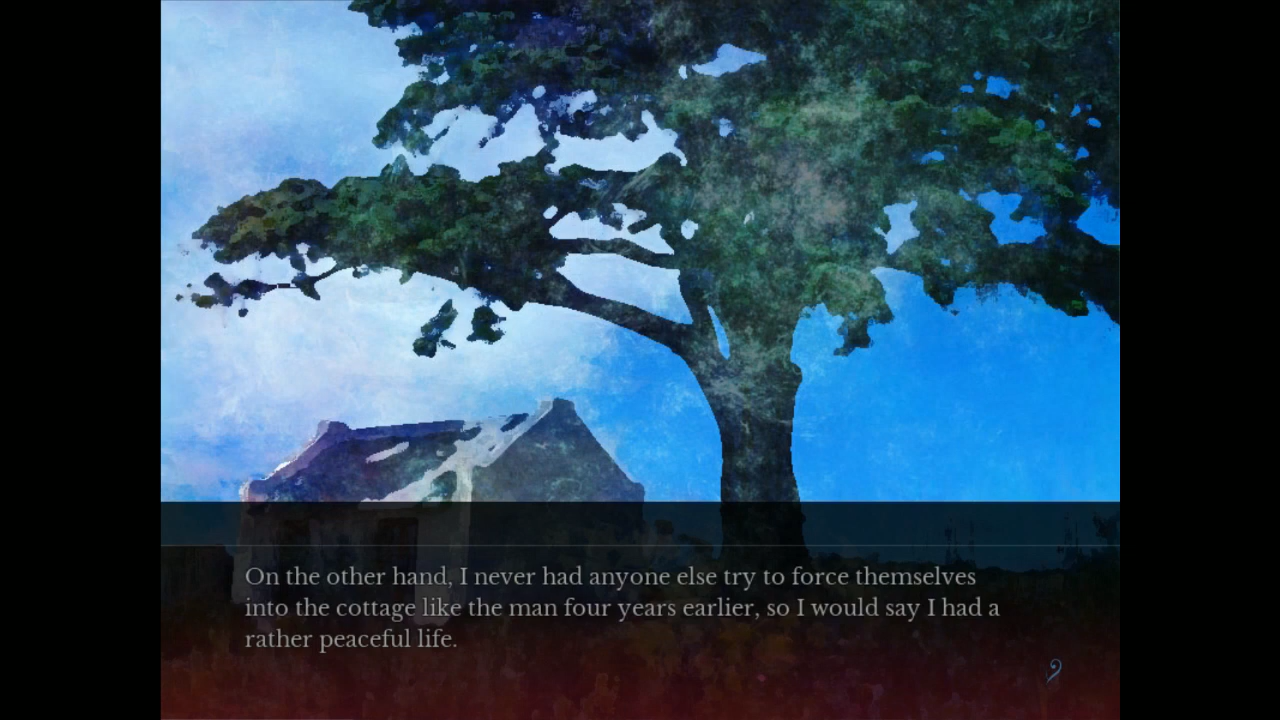 On the other hand, I never had anyone else try to force themselves
into the cottage like the man four years earlier, so I would say I had a
rather peaceful life.